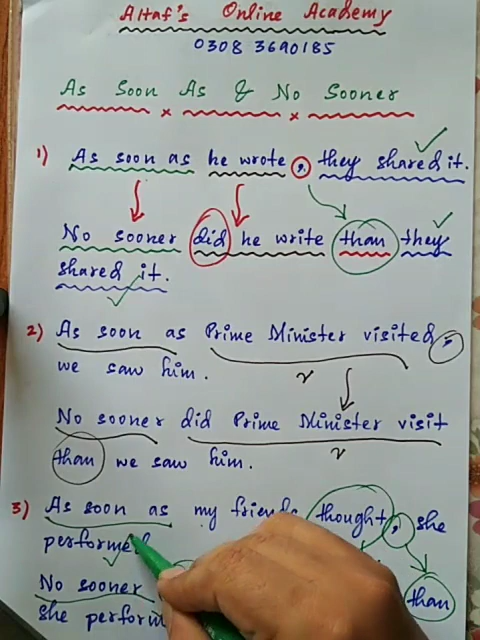 Altaf's Online Academy
0308 3690185
As Soon As & No Sooner
1) As soon as he wrote, they shared it.
No sooner did he write than they
shared it.
2) As soon as Prime Minister visited,
we saw him.
No sooner did Prime Minister visit
than we saw him.
3) As soon as my friends thought, she
performed
No sooner than
she perform